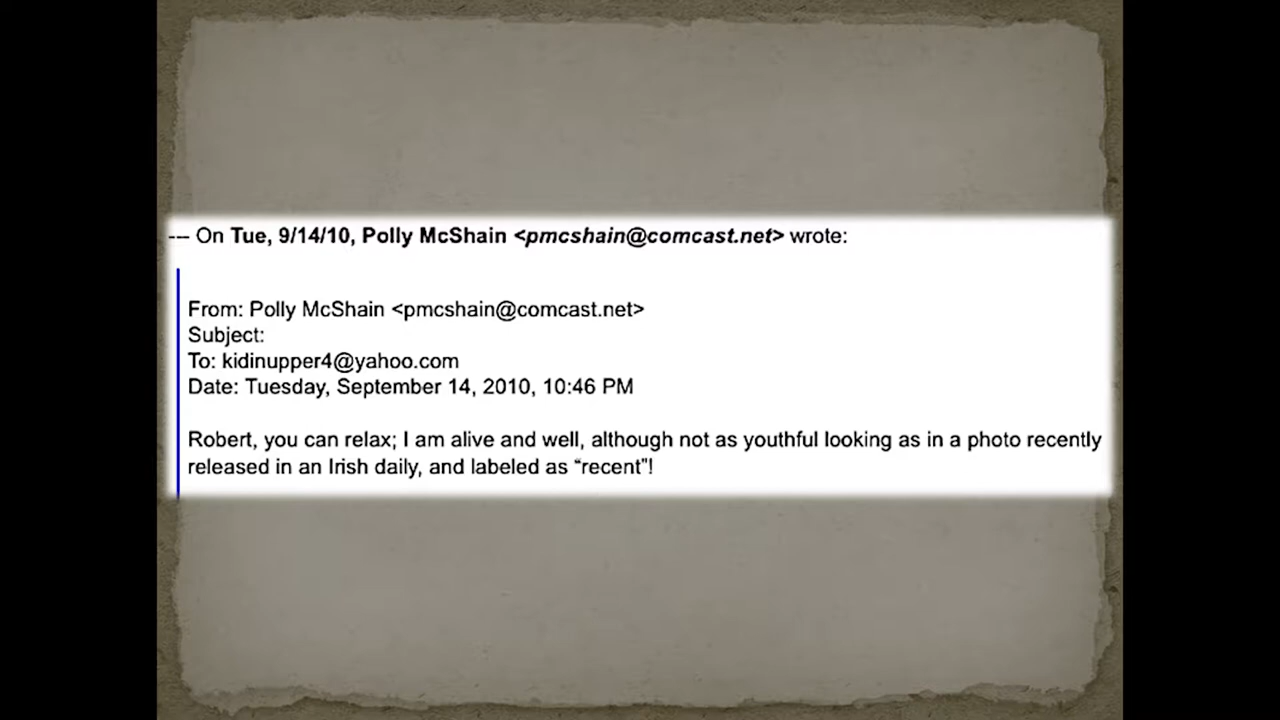 --- On Tue, 9/14/10, Polly McShain <pmcshain@comcast.net> wrote:
From: Polly McShain <pmcshain@comcast.net>
Subject:
To: kidinupper4@yahoo.com
Date: Tuesday, September 14, 2010, 10:46 PM
Robert, you can relax; I am alive and well, although not as youthful looking as in a photo recently
released in an Irish daily, and labeled as “recent”!